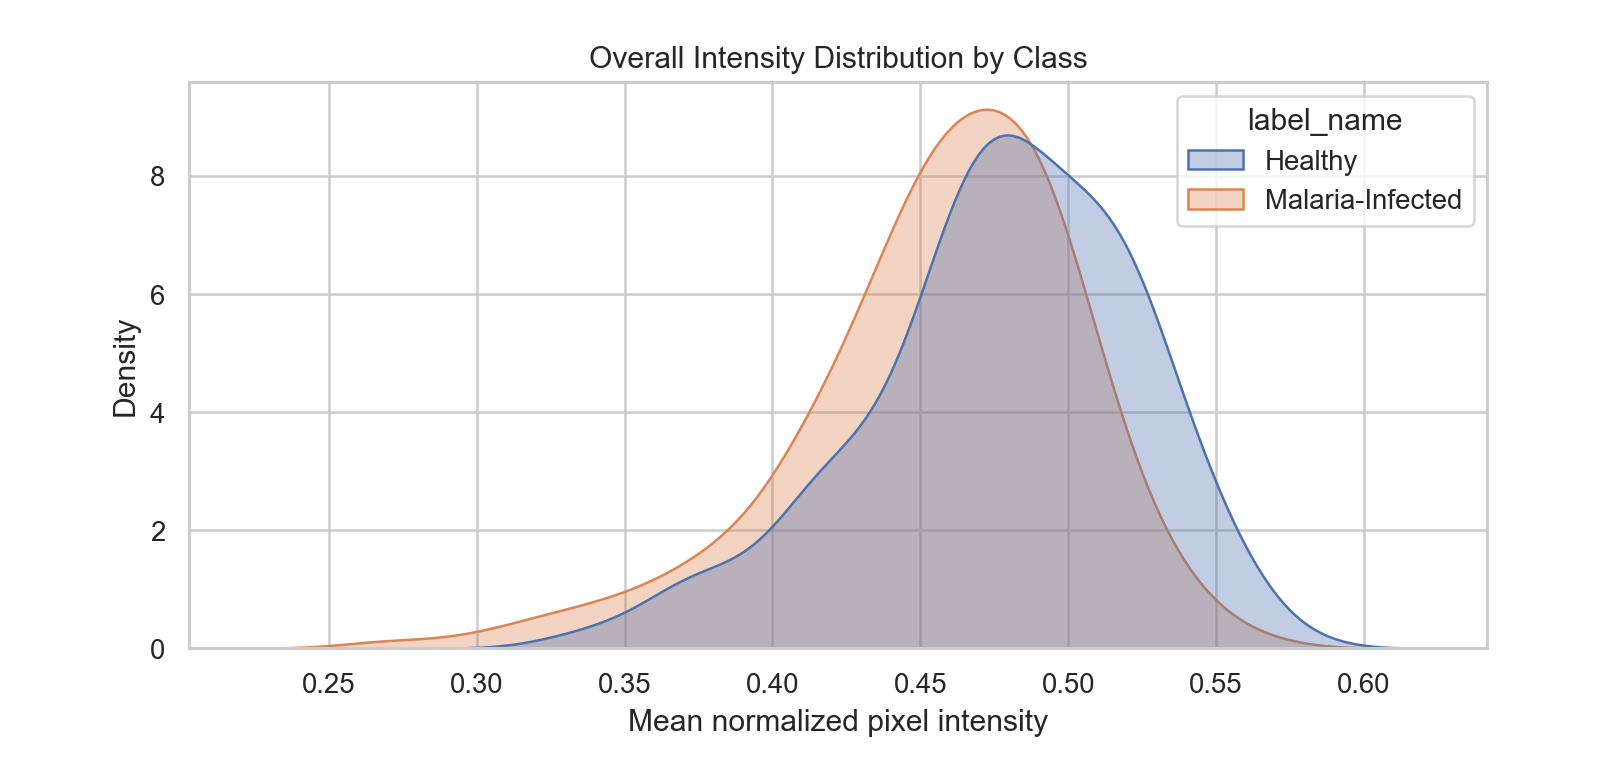 Overall Intensity Distribution by Class
label_name
Healthy
Malaria-Infected
Density
8
6
4
2
0
0.25 0.30 0.35 0.40 0.45 0.50 0.55 0.60
Mean normalized pixel intensity